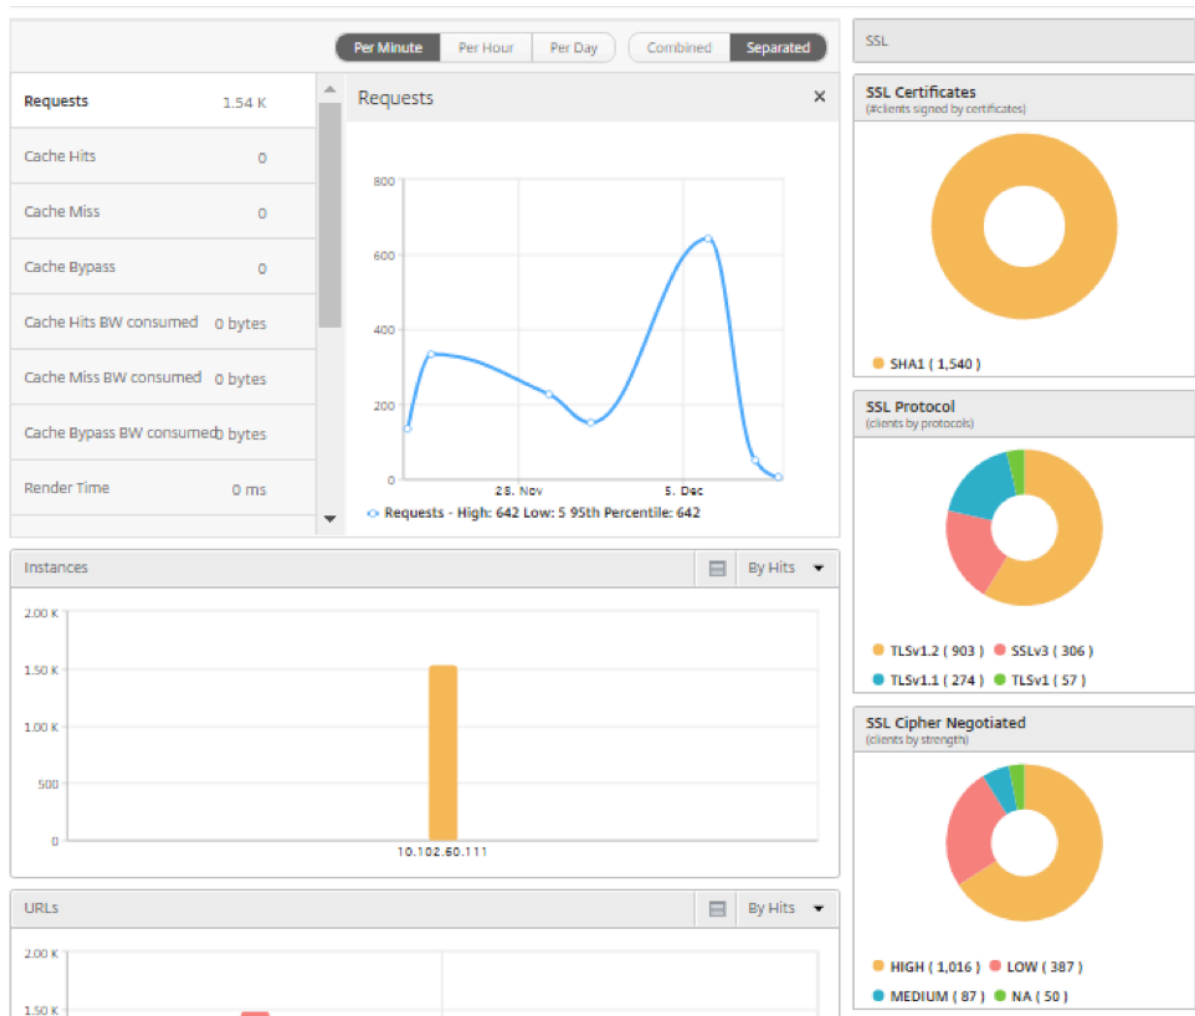 Per Minute Per Hour Per Day Combined Separated
Requests 1.54 K
Cache Hits 0
Cache Miss 0
Cache Bypass 0
Cache Hits BW consumed 0 bytes
Cache Miss BW consumed 0 bytes
Cache Bypass BW consumed 0 bytes
Render Time 0 ms
Requests ×
800
600
400
200
0
28. Nov 5. Dec
Requests - High: 642 Low: 5 95th Percentile: 642
Instances By Hits
2.00 K
1.50 K
1.00 K
500
0
10.102.60.111
URLs By Hits
2.00 K
1.50 K
SSL
SSL Certificates
(#clients signed by certificates)
SHA1 ( 1,540 )
SSL Protocol
(clients by protocols)
TLSv1.2 ( 903 ) SSLv3 ( 306 )
TLSv1.1 ( 274 ) TLSv1 ( 57 )
SSL Cipher Negotiated
(clients by strength)
HIGH ( 1,016 ) LOW ( 387 )
MEDIUM ( 87 ) NA ( 50 )